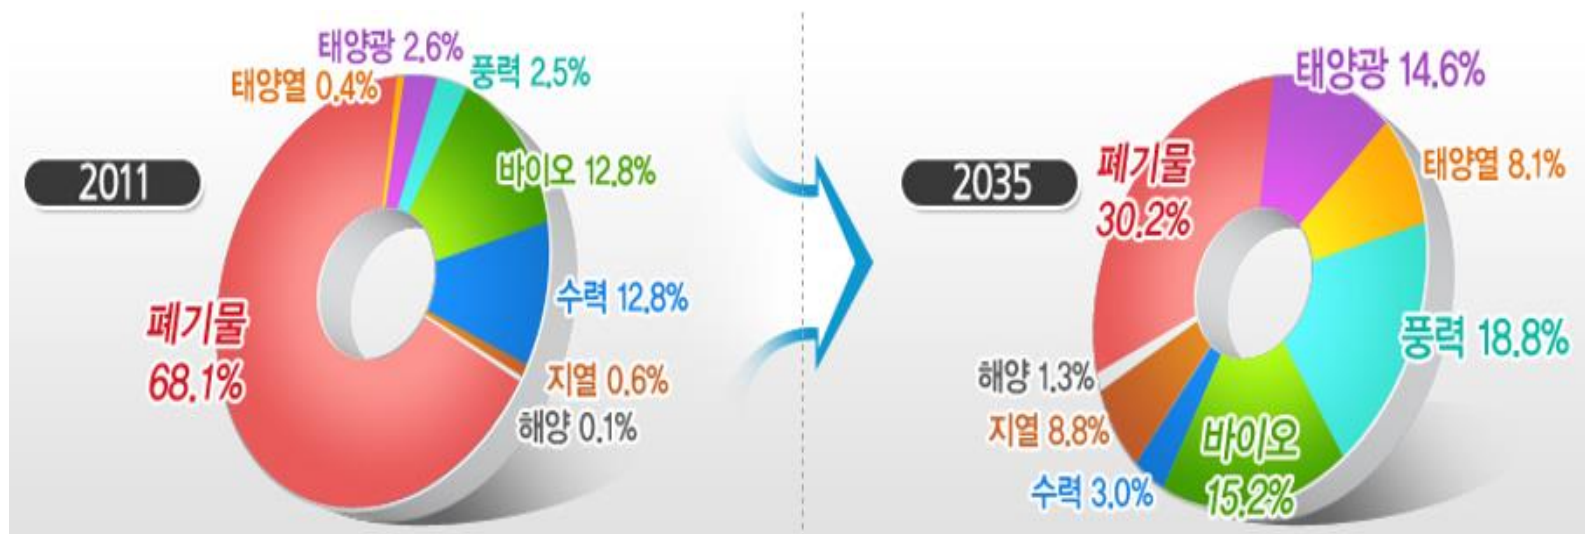 2011
태양광 2.6%
태양열 0.4%
풍력 2.5%
바이오 12.8%
수력 12.8%
지열 0.6%
해양 0.1%
폐기물
68.1%
2035
태양광 14.6%
태양열 8.1%
풍력 18.8%
바이오
15.2%
수력 3.0%
지열 8.8%
해양 1.3%
폐기물
30.2%